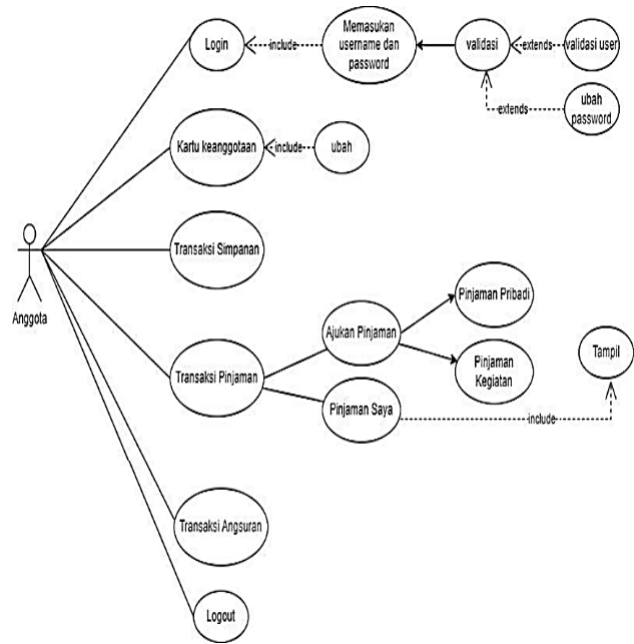 Login
include
Memasukan
username dan
password
validasi
extends
validasi user
extends
ubah
password
Kartu keanggotaan
include
ubah
Anggota
Transaksi Simpanan
Transaksi Pinjaman
Ajukan Pinjaman
Pinjaman Pribadi
Pinjaman
Kegiatan
Pinjaman Saya
include
Tampil
Transaksi Angsuran
Logout